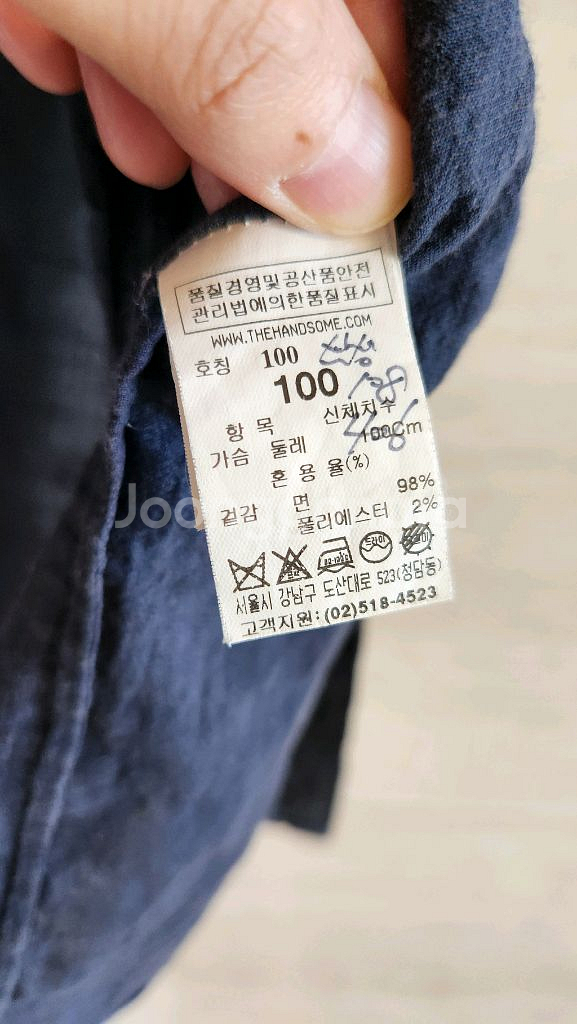 품질경영및공산품안전
관리법에의한품질표시
WWW.THEHANDSOME.COM
호칭 100
100
항 목 신체치수
가슴 둘레 100Cm
혼 용 율(%)
겉감 면 98%
폴리에스터 2%
드라이
서울시 강남구 도산대로 523(청담동)
고객지원:(02)518-4523